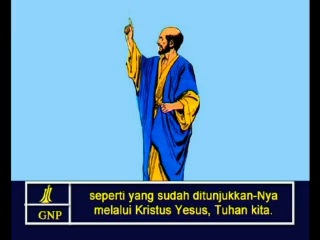 seperti yang sudah ditunjukkan-Nya
melalui Kristus Yesus, Tuhan kita.
GNP